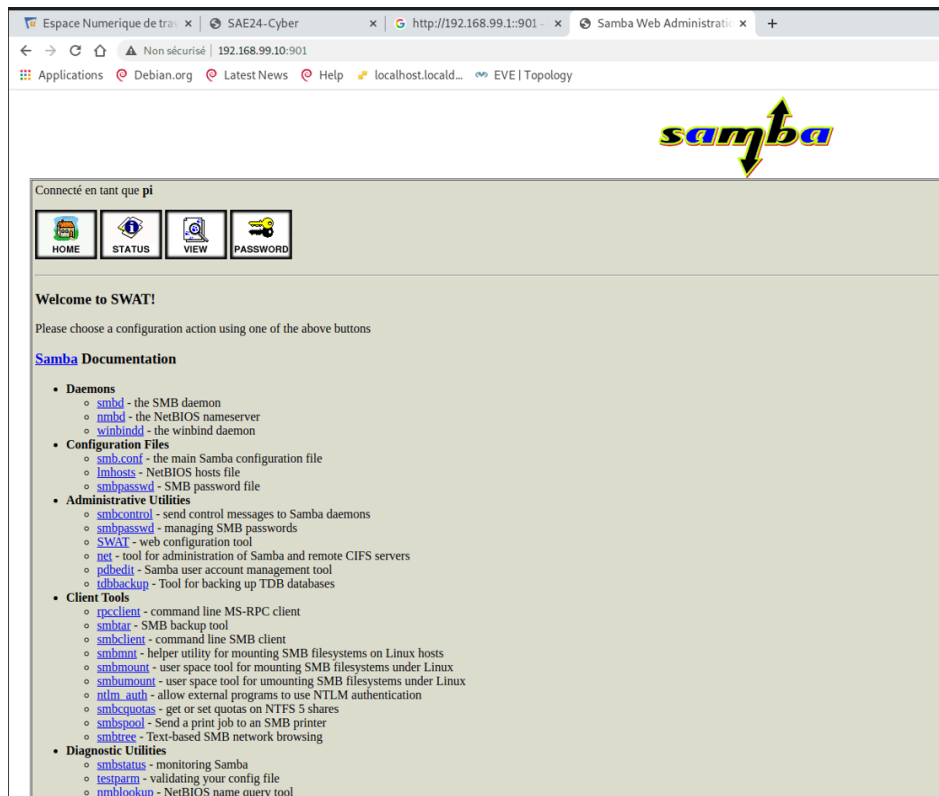 Espace Numerique de tra
SAE24-Cyber
http://192.168.99.1::901 -
Samba Web Administratio
Non sécurisé | 192.168.99.10:901
Applications
Debian.org
Latest News
Help
localhost.locald...
EVE | Topology
samba
Connecté en tant que pi
HOME
STATUS
VIEW
PASSWORD
Welcome to SWAT!
Please choose a configuration action using one of the above buttons
Samba Documentation
Daemons
smbd - the SMB daemon
nmbd - the NetBIOS nameserver
winbindd - the winbind daemon
Configuration Files
smb.conf - the main Samba configuration file
lmhosts - NetBIOS hosts file
smbpasswd - SMB password file
Administrative Utilities
smbcontrol - send control messages to Samba daemons
smbpasswd - managing SMB passwords
SWAT - web configuration tool
net - tool for administration of Samba and remote CIFS servers
pdbedit - Samba user account management tool
tdbbackup - Tool for backing up TDB databases
Client Tools
rpcclient - command line MS-RPC client
smbtar - SMB backup tool
smbclient - command line SMB client
smbmnt - helper utility for mounting SMB filesystems on Linux hosts
smbmount - user space tool for mounting SMB filesystems under Linux
smbumount - user space tool for umounting SMB filesystems under Linux
ntlm_auth - allow external programs to use NTLM authentication
smbcquotas - get or set quotas on NTFS 5 shares
smbspool - Send a print job to an SMB printer
smbtree - Text-based SMB network browsing
Diagnostic Utilities
smbstatus - monitoring Samba
testparm - validating your config file
nmblookup - NetBIOS name query tool